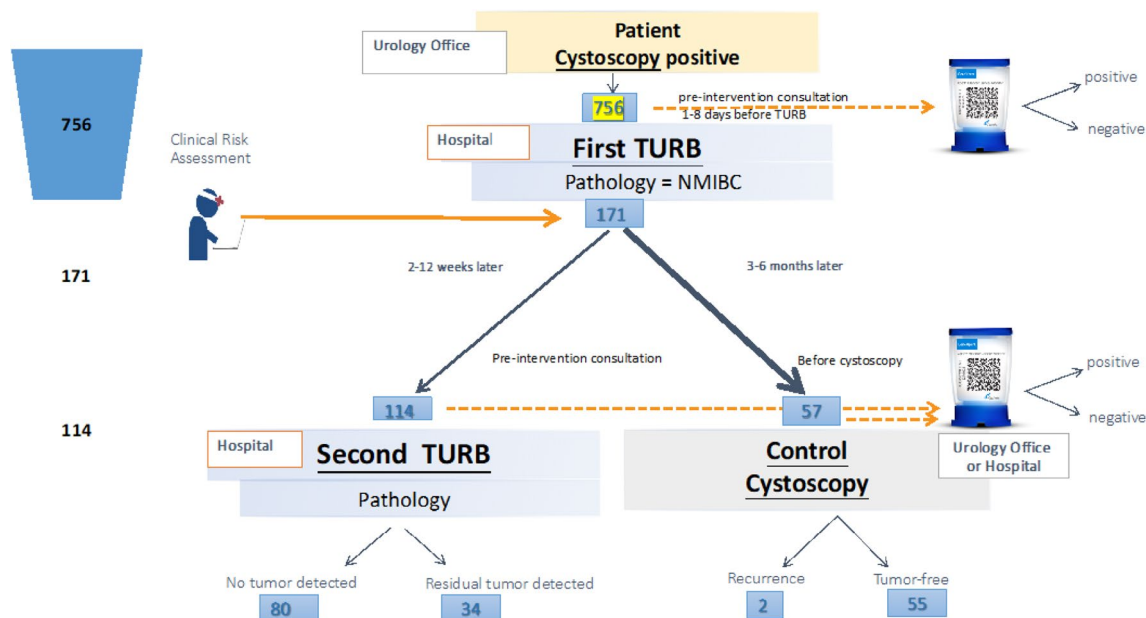 Patient
Cystoscopy positive
Urology Office
756
pre-intervention consultation
1-8 days before TURB
positive
negative
756
Clinical Risk
Assessment
Hospital
First TURB
Pathology = NMIBC
171
171
2-12 weeks later
3-6 months later
Pre-intervention consultation
Before cystoscopy
positive
negative
114
114
57
Hospital
Second TURB
Pathology
Control
Cystoscopy
Urology Office
or Hospital
No tumor detected
80
Residual tumor detected
34
Recurrence
2
Tumor-free
55